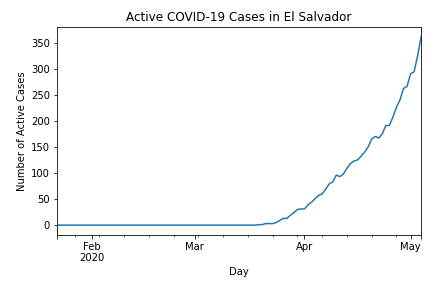 Active COVID-19 Cases in El Salvador
350
300
250
200
150
100
50
0
Number of Active Cases
Feb
2020
Mar
Apr
May
Day